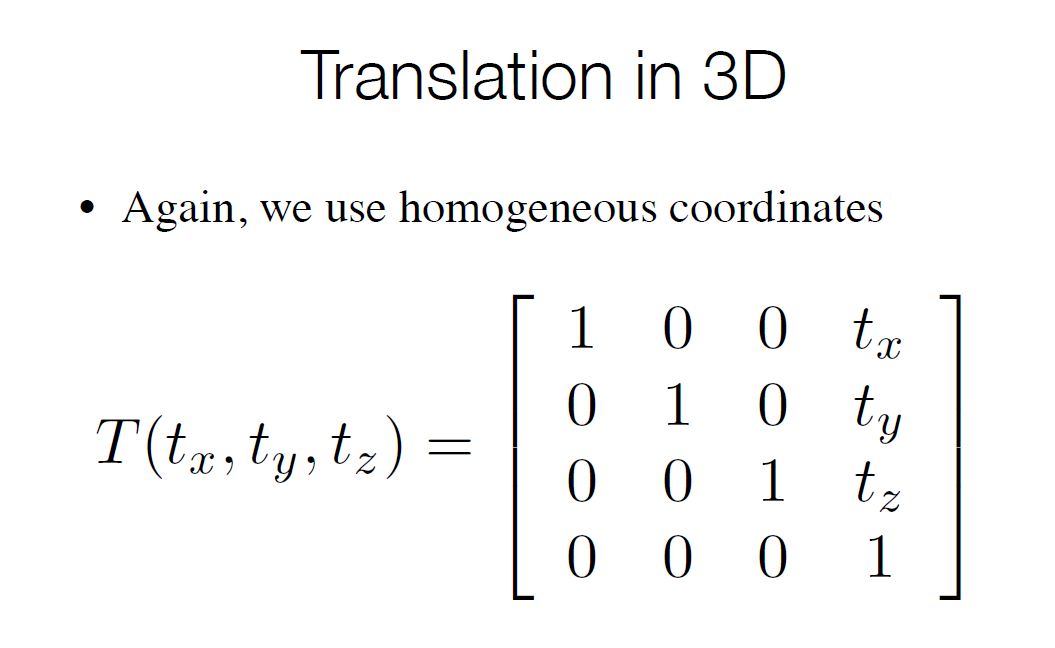 Translation in 3D
• Again, we use homogeneous coordinates
T(t_x, t_y, t_z) =
1 0 0 t_x
0 1 0 t_y
0 0 1 t_z
0 0 0 1